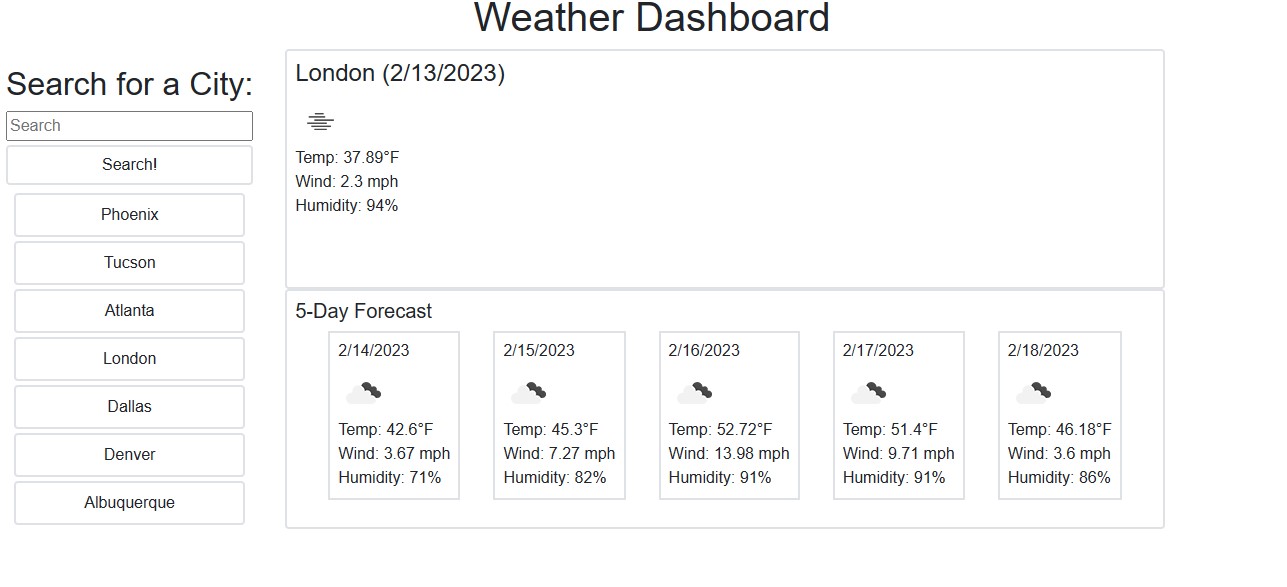 Weather Dashboard
Search for a City:
Search
Search!
Phoenix
Tucson
Atlanta
London
Dallas
Denver
Albuquerque
London (2/13/2023)
Temp: 37.89°F
Wind: 2.3 mph
Humidity: 94%
5-Day Forecast
2/14/2023
Temp: 42.6°F
Wind: 3.67 mph
Humidity: 71%
2/15/2023
Temp: 45.3°F
Wind: 7.27 mph
Humidity: 82%
2/16/2023
Temp: 52.72°F
Wind: 13.98 mph
Humidity: 91%
2/17/2023
Temp: 51.4°F
Wind: 9.71 mph
Humidity: 91%
2/18/2023
Temp: 46.18°F
Wind: 3.6 mph
Humidity: 86%